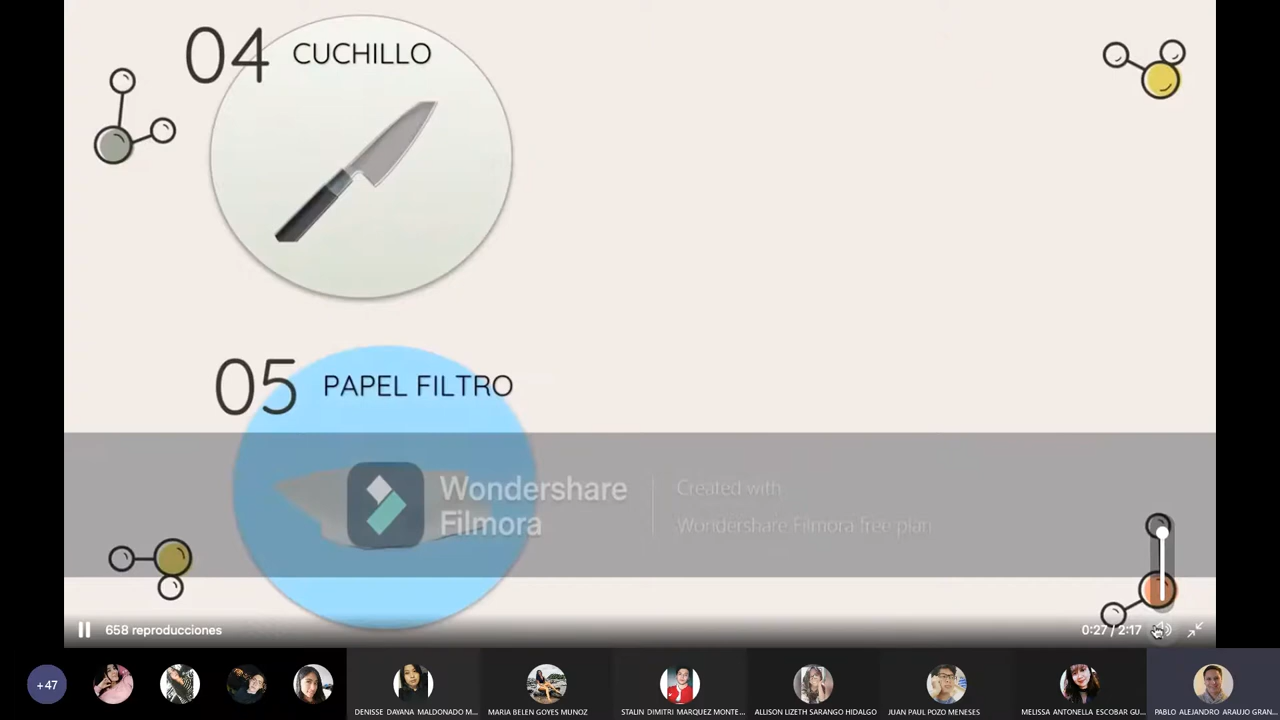 04 CUCHILLO
05 PAPEL FILTRO
Wondershare
Filmora
Created with
Wondershare Filmora free plan
658 reproducciones
0:27 / 2:17
+47
DENISSE DAYANA MALDONADO M...
MARIA BELEN GOYES MUNOZ
STALIN DIMITRI MARQUEZ MONTE...
ALLISON LIZETH SARANGO HIDALGO
JUAN PAUL POZO MENESES
MELISSA ANTONELLA ESCOBAR GU...
PABLO ALEJANDRO ARAUJO GRAN...